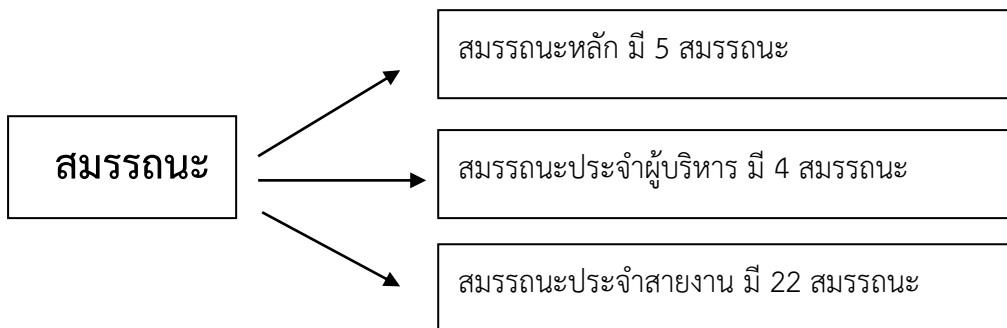 สมรรถนะหลัก มี 5 สมรรถนะ
สมรรถนะ
สมรรถนะประจำผู้บริหาร มี 4 สมรรถนะ
สมรรถนะประจำสายงาน มี 22 สมรรถนะ